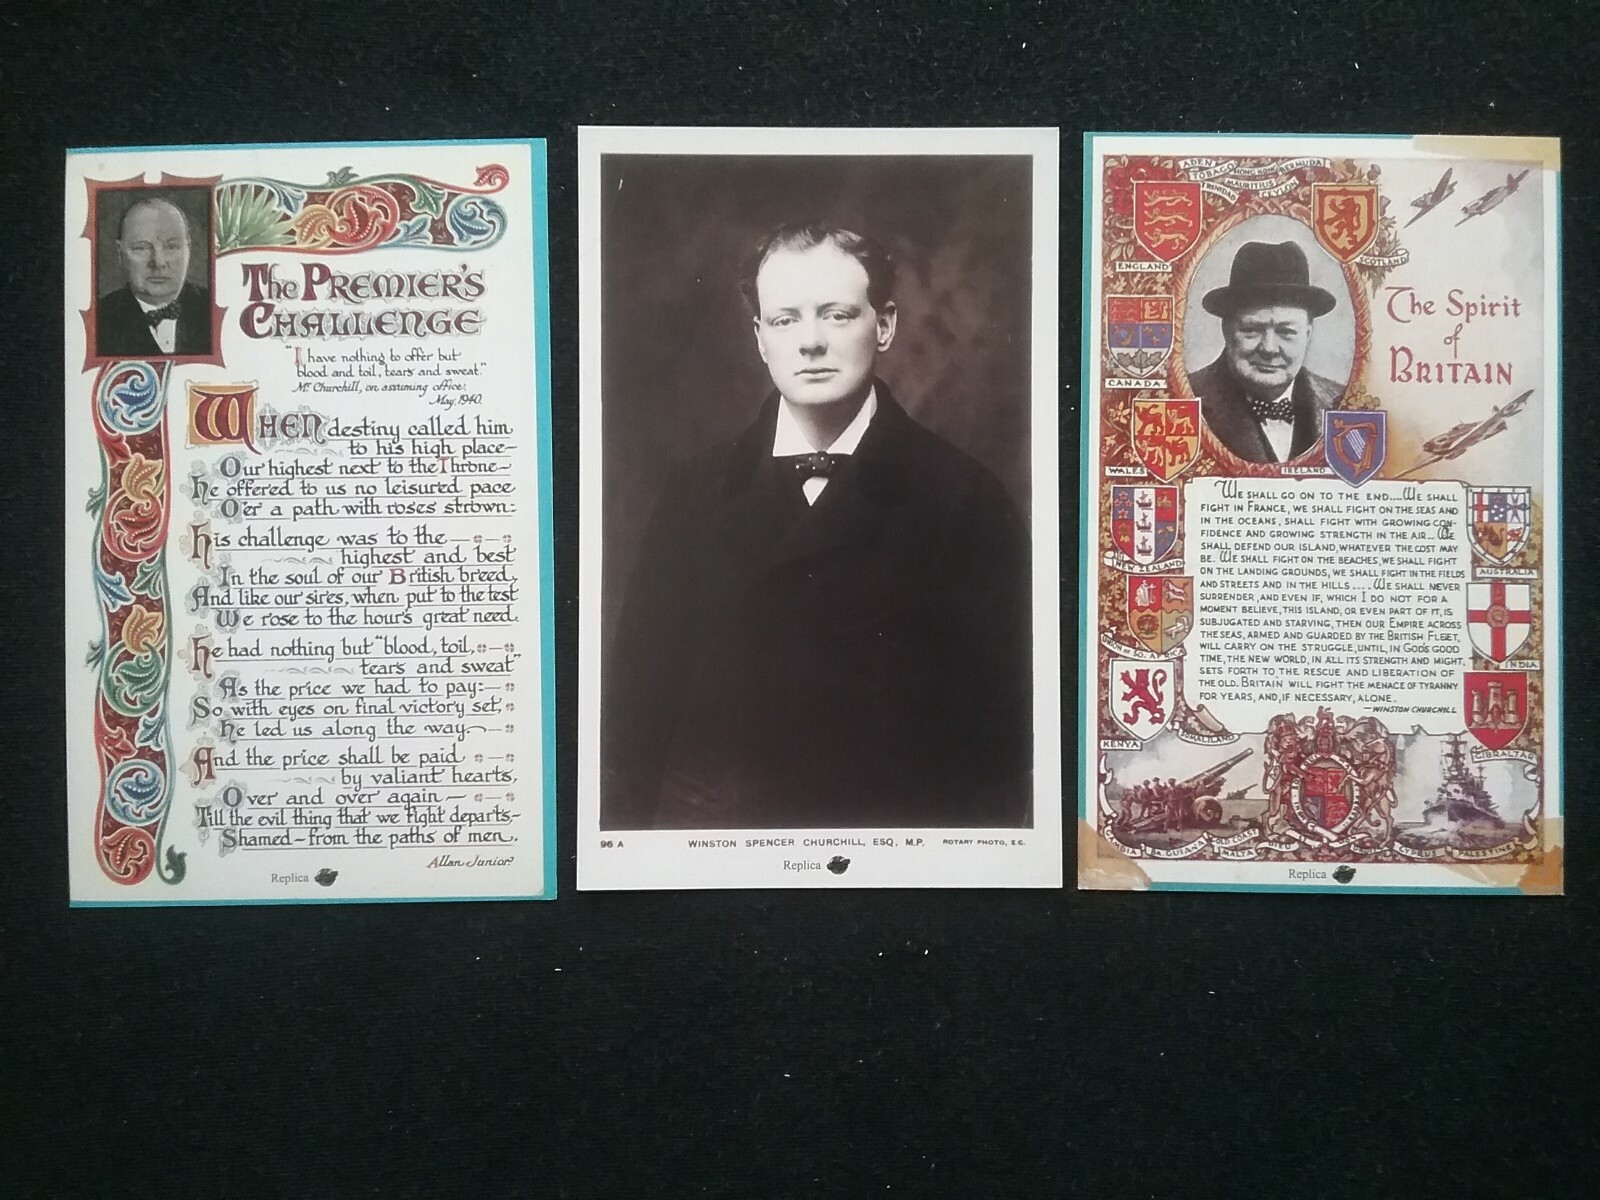 The PREMIER'S
CHALLENGE
"I have nothing to offer but
blood and toil, tears and sweat."
Mr Churchill, on assuming office,
May, 1940.
WHEN destiny called him
to his high place—
Our highest next to the Throne—
He offered to us no leisured pace
O'er a path with roses strown:
His challenge was to the
highest and best
In the soul of our British breed,
And like our sires, when put to the test
We rose to the hour's great need.
He had nothing but "blood, toil,
tears and sweat"
As the price we had to pay:—
So with eyes on final victory set,
He led us along the way.—
And the price shall be paid
by valiant hearts,
Over and over again—
Till the evil thing that we fight departs,—
Shamed—from the paths of men.
Allan Junior
Replica
96 A
WINSTON SPENCER CHURCHILL, ESQ, M.P.
ROTARY PHOTO, E.C.
Replica
ADEN
TOBAGO
HONG KONG
BERMUDA
TRINIDAD
MAURITIUS
CEYLON
ENGLAND
SCOTLAND
The Spirit
of
BRITAIN
CANADA
WALES
IRELAND
WE SHALL GO ON TO THE END....WE SHALL
FIGHT IN FRANCE, WE SHALL FIGHT ON THE SEAS AND
IN THE OCEANS, SHALL FIGHT WITH GROWING CON-
FIDENCE AND GROWING STRENGTH IN THE AIR... WE
SHALL DEFEND OUR ISLAND, WHATEVER THE COST MAY
BE. WE SHALL FIGHT ON THE BEACHES, WE SHALL FIGHT
ON THE LANDING GROUNDS, WE SHALL FIGHT IN THE FIELDS
AND STREETS AND IN THE HILLS.... WE SHALL NEVER
SURRENDER, AND EVEN IF, WHICH I DO NOT FOR A
MOMENT BELIEVE, THIS ISLAND, OR EVEN PART OF IT, IS
SUBJUGATED AND STARVING, THEN OUR EMPIRE ACROSS
THE SEAS, ARMED AND GUARDED BY THE BRITISH FLEET,
WILL CARRY ON THE STRUGGLE, UNTIL, IN GOD'S GOOD
TIME, THE NEW WORLD, IN ALL ITS STRENGTH AND MIGHT,
SETS FORTH TO THE RESCUE AND LIBERATION OF
THE OLD. BRITAIN WILL FIGHT THE MENACE OF TYRANNY
FOR YEARS, AND, IF NECESSARY, ALONE.
—WINSTON CHURCHILL
NEW ZEALAND
AUSTRALIA
UNION OF SO. AFRICA
INDIA
KENYA
SOMALILAND
GIBRALTAR
GAMBIA
BR. GUIANA
GOLD COAST
MALTA
DIEU
CYPRUS
PALESTINE
Replica